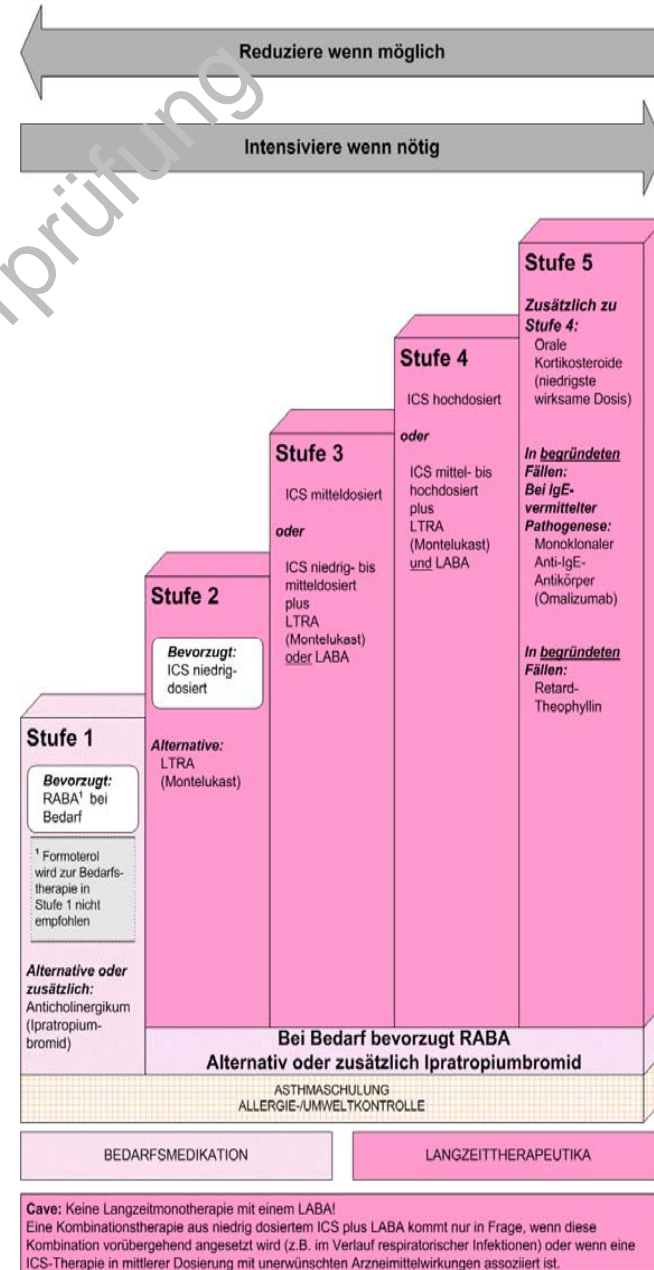 Reduziere wenn möglich
Intensiviere wenn nötig
prüfung
Stufe 5
Zusätzlich zu
Stufe 4:
Orale
Kortikosteroide
(niedrigste
wirksame Dosis)
In begründeten
Fällen:
Bei IgE-
vermittelter
Pathogenese:
Monoklonaler
Anti-IgE-
Antikörper
(Omalizumab)
In begründeten
Fällen:
Retard-
Theophyllin
Stufe 4
ICS hochdosiert
oder
ICS mittel- bis
hochdosiert
plus
LTRA
(Montelukast)
und LABA
Stufe 3
ICS mitteldosiert
oder
ICS niedrig- bis
mitteldosiert
plus
LTRA
(Montelukast)
oder LABA
Stufe 2
Bevorzugt:
ICS niedrig-
dosiert
Alternative:
LTRA
(Montelukast)
Stufe 1
Bevorzugt:
RABA¹ bei
Bedarf
¹ Formoterol
wird zur Bedarfs-
therapie in
Stufe 1 nicht
empfohlen
Alternative oder
zusätzlich:
Anticholinergikum
(Ipratropium-
bromid)
Bei Bedarf bevorzugt RABA
Alternativ oder zusätzlich Ipratropiumbromid
ASTHMASCHULUNG
ALLERGIE-/UMWELTKONTROLLE
BEDARFSMEDIKATION
LANGZEITTHERAPEUTIKA
Cave: Keine Langzeitmonotherapie mit einem LABA!
Eine Kombinationstherapie aus niedrig dosiertem ICS plus LABA kommt nur in Frage, wenn diese
Kombination vorübergehend angesetzt wird (z.B. im Verlauf respiratorischer Infektionen) oder wenn eine
ICS-Therapie in mittlerer Dosierung mit unerwünschten Arzneimittelwirkungen assoziiert ist.